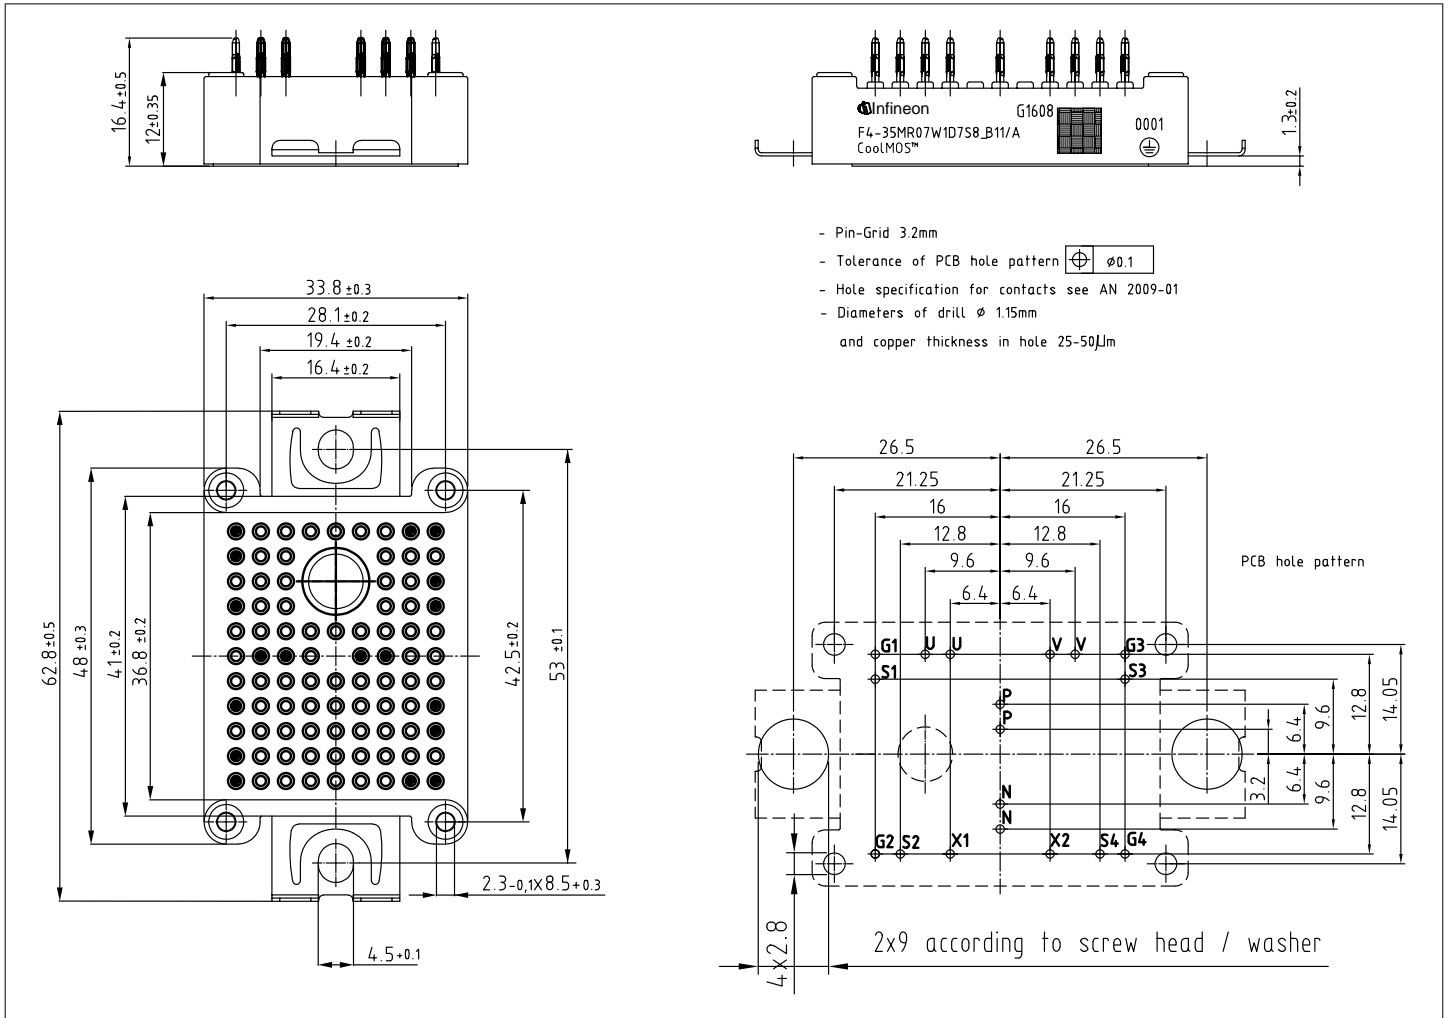 16.4±0.5
12±0.35
Infineon
G1608
F4-35MR07W1D7S8_B11/A
CoolMOS™
0001
1.3±0.2
- Pin-Grid 3.2mm
- Tolerance of PCB hole pattern ⌖ ⌀0.1
- Hole specification for contacts see AN 2009-01
- Diameters of drill ⌀ 1.15mm
and copper thickness in hole 25-50μm
33.8±0.3
28.1±0.2
19.4±0.2
16.4±0.2
62.8±0.5
48±0.3
41±0.2
36.8±0.2
42.5±0.2
53 ±0.1
2.3-0,1X8.5+0.3
4.5+0.1
26.5 26.5
21.25 21.25
16 16
12.8 12.8
9.6 9.6
6.4 6.4
PCB hole pattern
G1 U U V V G3
S1 S3
P
P
N
N
G2 S2 X1 X2 S4 G4
6.4
9.6
12.8
14.05
3.2
6.4
9.6
12.8
14.05
4x2.8
2x9 according to screw head / washer